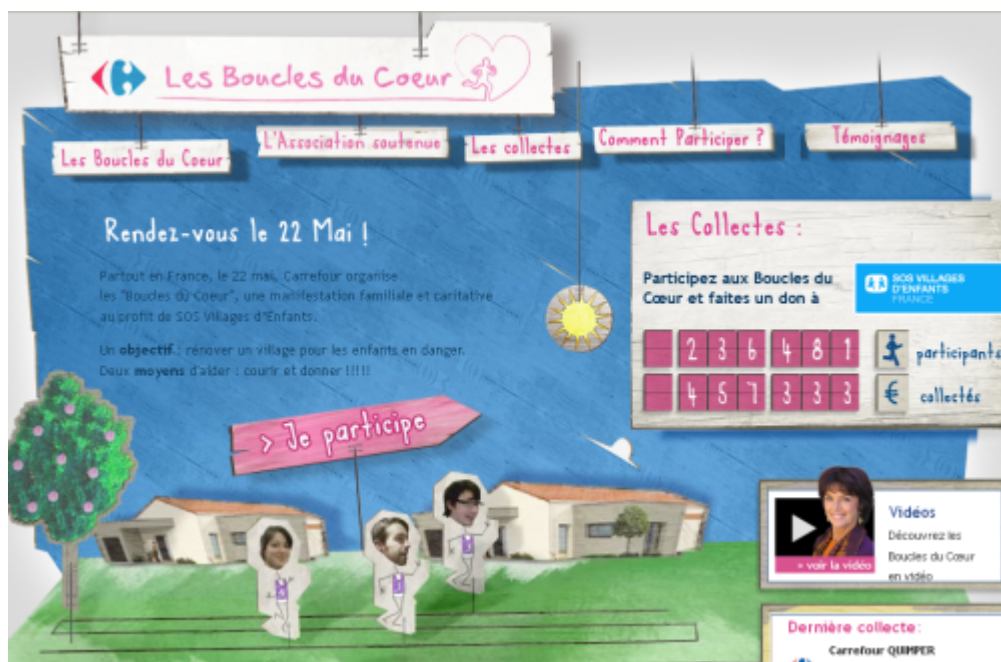 Les Boucles du Coeur
Les Boucles du Coeur
L'Association soutenue
Les collectes
Comment Participer ?
Témoignages
Rendez-vous le 22 Mai !
Partout en France, le 22 mai, Carrefour organise
les "Boucles du Coeur", une manifestation familiale et caritative
au profit de SOS Villages d'Enfants.
Un objectif : rénover un village pour les enfants en danger.
Deux moyens d'aider : courir et donner !!!!!
> Je participe
Les Collectes :
Participez aux Boucles du
Cœur et faites un don à
SOS VILLAGES
D'ENFANTS
FRANCE
236 481 participants
457 333 € collectés
Vidéos
Découvrez les
Boucles du Cœur
en vidéo
» voir la vidéo
Dernière collecte:
Carrefour QUIMPER